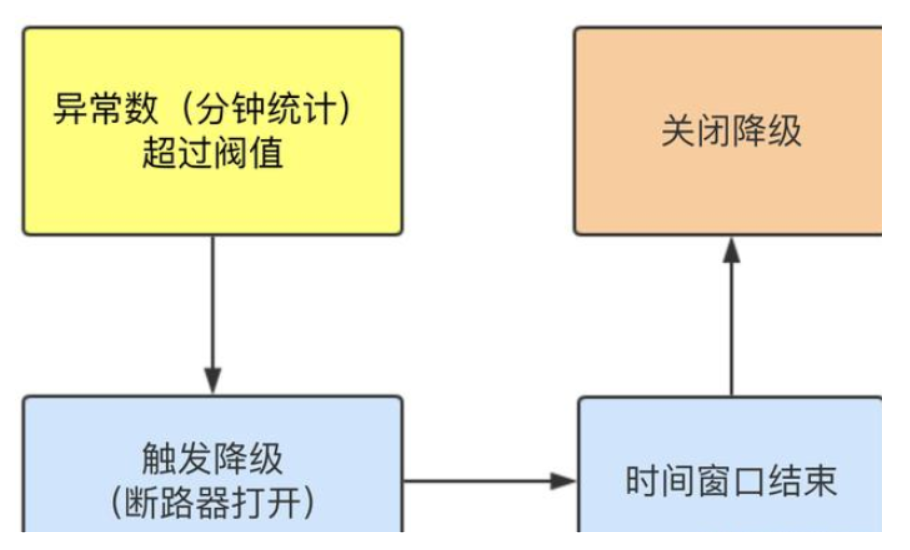 异常数（分钟统计）
超过阀值
关闭降级
触发降级
(断路器打开)
时间窗口结束